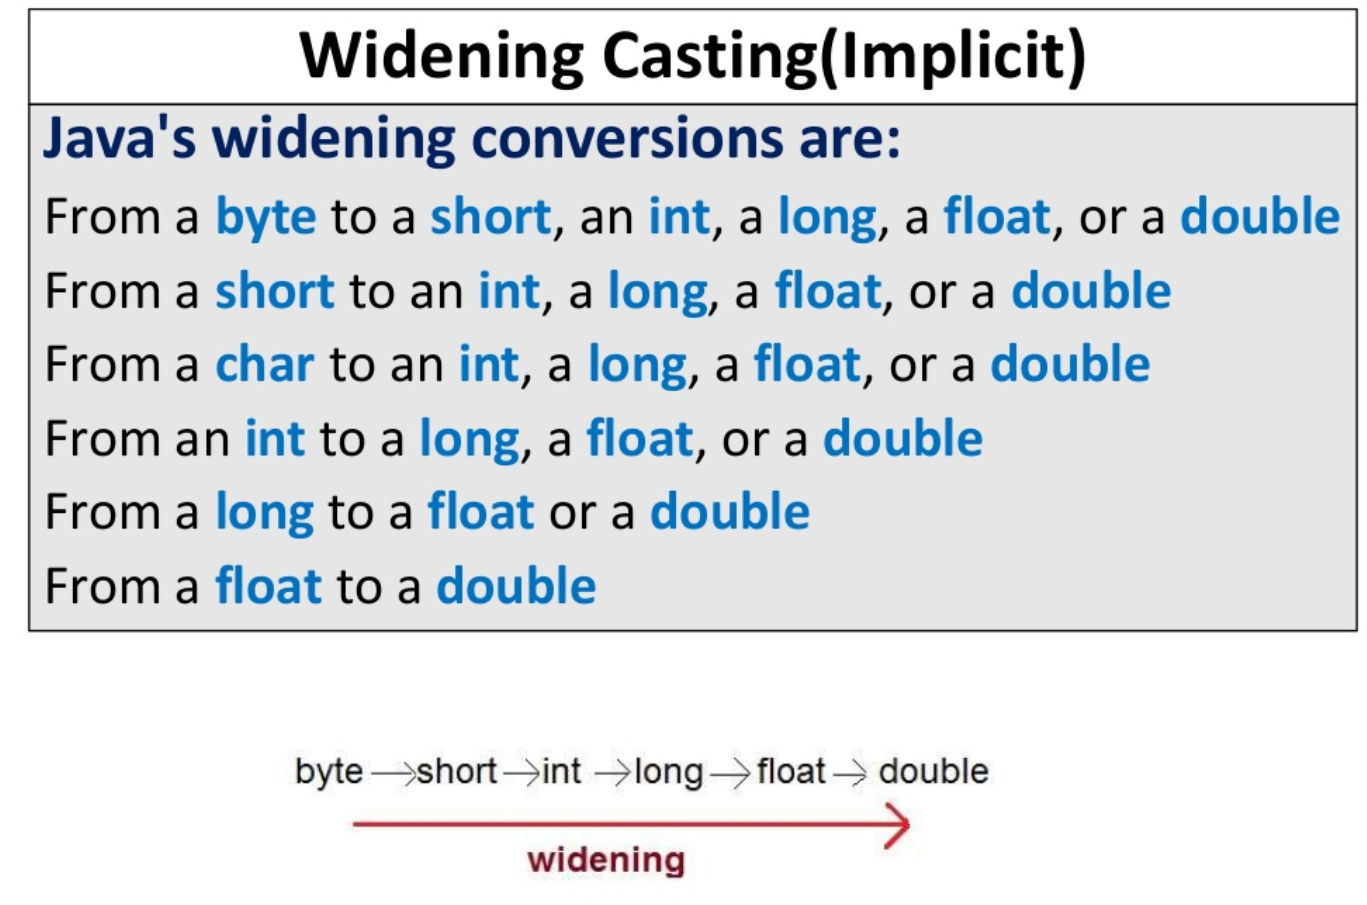 Widening Casting(Implicit)
Java's widening conversions are:
From a byte to a short, an int, a long, a float, or a double
From a short to an int, a long, a float, or a double
From a char to an int, a long, a float, or a double
From an int to a long, a float, or a double
From a long to a float or a double
From a float to a double
byte → short → int → long → float → double
widening